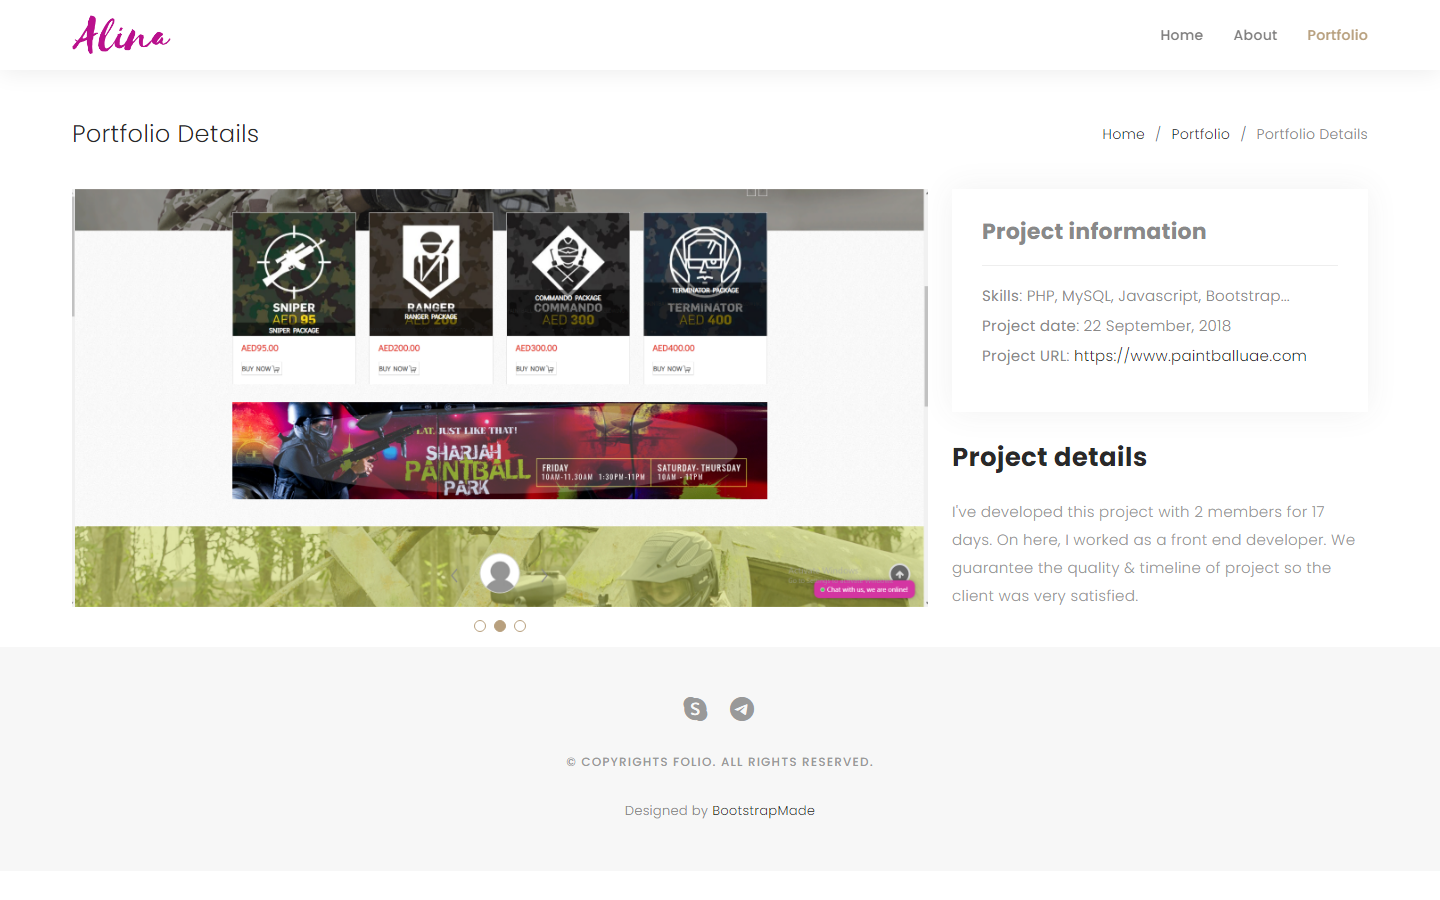 Alina
Home About Portfolio
Portfolio Details
Home / Portfolio / Portfolio Details
SNIPER
AED 95
SNIPER PACKAGE
AED95.00
BUY NOW
RANGER
RANGER PACKAGE
AED 200
AED200.00
BUY NOW
COMMANDO PACKAGE
COMMANDO
AED 300
AED300.00
BUY NOW
TERMINATOR PACKAGE
TERMINATOR
AED 400
AED400.00
BUY NOW
EAT, JUST LIKE THAT!
SHARJAH
PAINTBALL
PARK
FRIDAY
10AM-11.30AM 1:30PM-11PM
SATURDAY- THURSDAY
10AM - 11PM
Chat with us, we are online!
Project information
Skills: PHP, MySQL, Javascript, Bootstrap...
Project date: 22 September, 2018
Project URL: https://www.paintballuae.com
Project details
I've developed this project with 2 members for 17
days. On here, I worked as a front end developer. We
guarantee the quality & timeline of project so the
client was very satisfied.
© COPYRIGHTS FOLIO. ALL RIGHTS RESERVED.
Designed by BootstrapMade